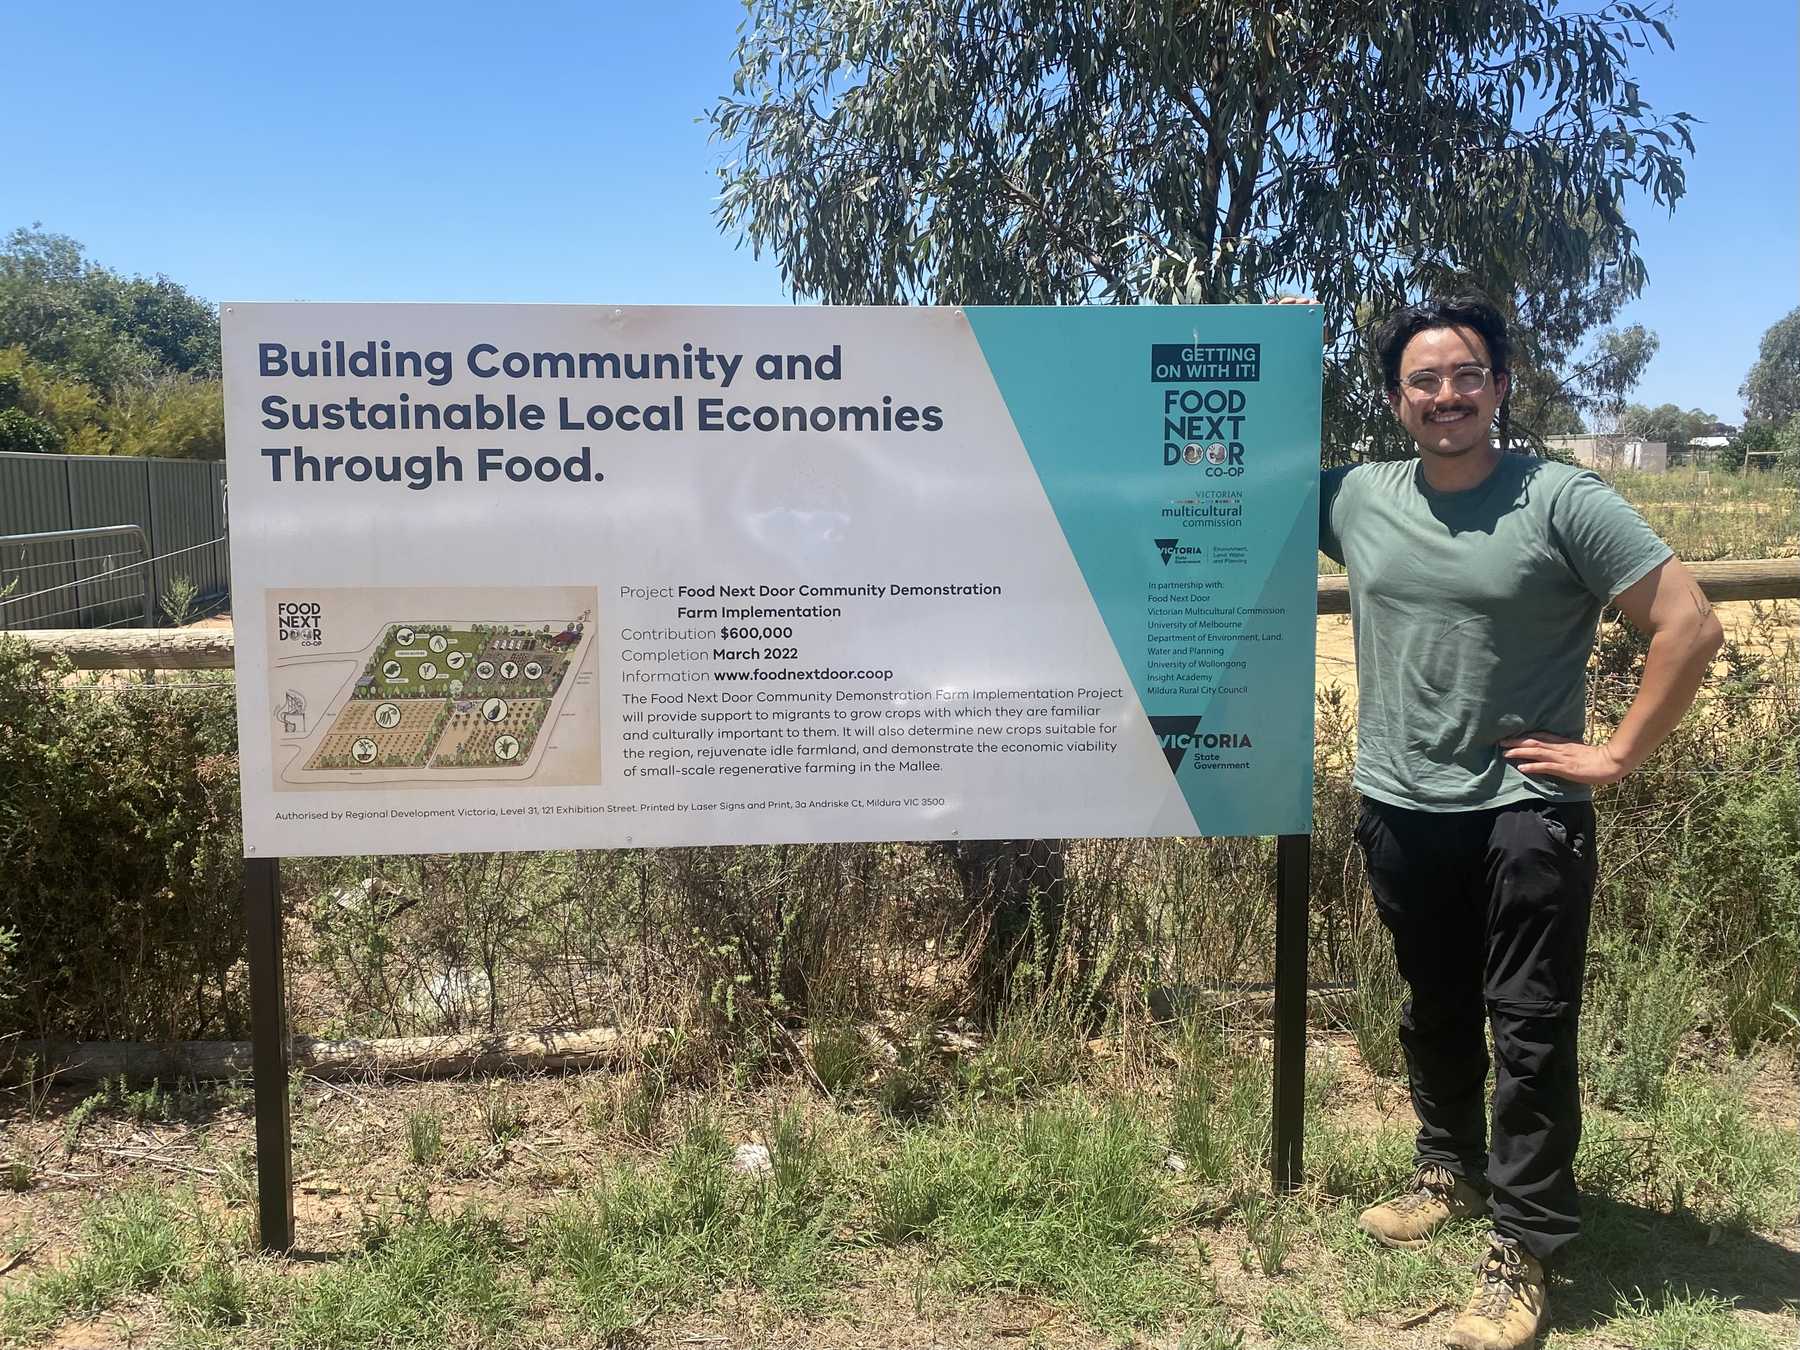 Building Community and
Sustainable Local Economies
Through Food.
FOOD
NEXT
DOOR
CO-OP
Project Food Next Door Community Demonstration
Farm Implementation
Contribution $600,000
Completion March 2022
Information www.foodnextdoor.coop
The Food Next Door Community Demonstration Farm Implementation Project
will provide support to migrants to grow crops with which they are familiar
and culturally important to them. It will also determine new crops suitable for
the region, rejuvenate idle farmland, and demonstrate the economic viability
of small-scale regenerative farming in the Mallee.
Authorised by Regional Development Victoria, Level 31, 121 Exhibition Street. Printed by Laser Signs and Print, 3a Andriske Ct, Mildura VIC 3500
GETTING
ON WITH IT!
FOOD
NEXT
DOOR
CO-OP
VICTORIAN
multicultural
commission
VICTORIA
State
Government
Environment,
Land, Water
and Planning
In partnership with:
Food Next Door
Victorian Multicultural Commission
University of Melbourne
Department of Environment, Land.
Water and Planning
University of Wollongong
Insight Academy
Mildura Rural City Council
VICTORIA
State
Government